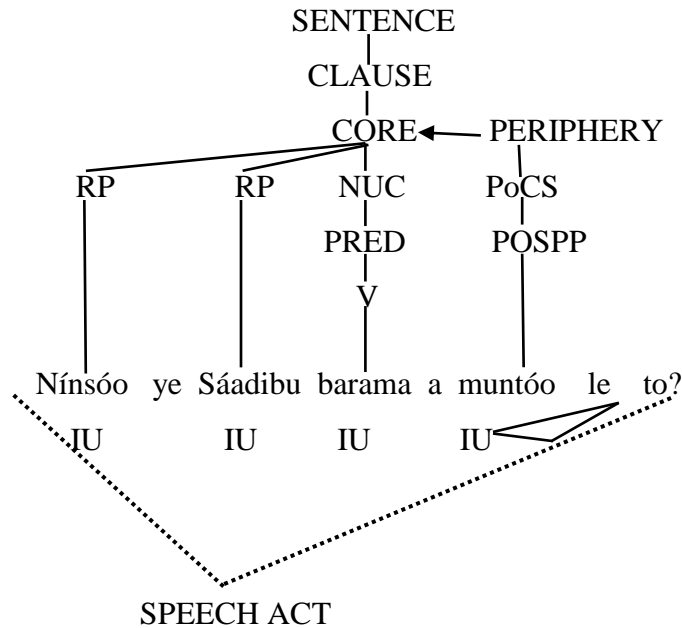 SENTENCE
CLAUSE
CORE PERIPHERY
RP RP NUC PoCS
PRED POSPP
V
Nínsóo ye Sáadibu barama a muntóo le to?
IU IU IU IU
SPEECH ACT